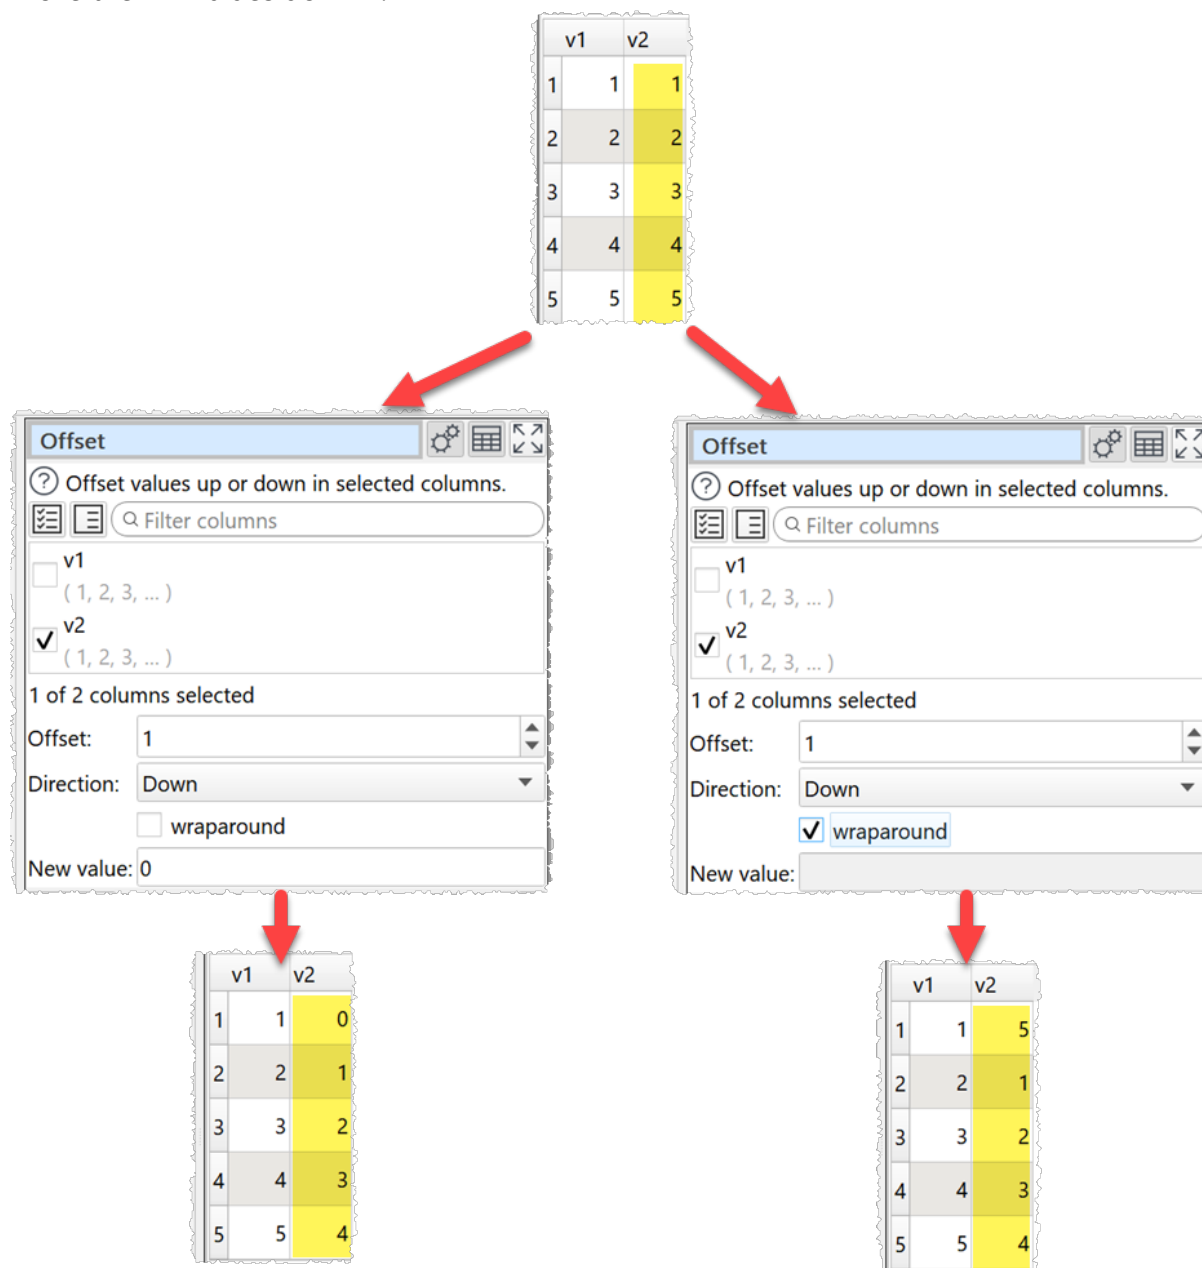 v1 v2
1 1 1
2 2 2
3 3 3
4 4 4
5 5 5
Offset
Offset values up or down in selected columns.
Filter columns
v1
( 1, 2, 3, ... )
v2
( 1, 2, 3, ... )
1 of 2 columns selected
Offset: 1
Direction: Down
wraparound
New value: 0
v1 v2
1 1 0
2 2 1
3 3 2
4 4 3
5 5 4
Offset
Offset values up or down in selected columns.
Filter columns
v1
( 1, 2, 3, ... )
v2
( 1, 2, 3, ... )
1 of 2 columns selected
Offset: 1
Direction: Down
wraparound
New value:
v1 v2
1 1 5
2 2 1
3 3 2
4 4 3
5 5 4